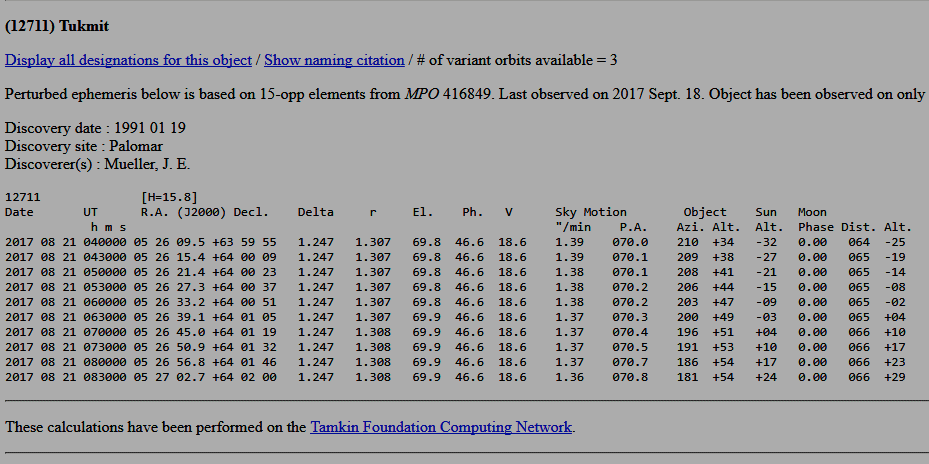 (12711) Tukmit
Display all designations for this object / Show naming citation / # of variant orbits available = 3
Perturbed ephemeris below is based on 15-opp elements from MPO 416849. Last observed on 2017 Sept. 18. Object has been observed on only
Discovery date : 1991 01 19
Discovery site : Palomar
Discoverer(s) : Mueller, J. E.
12711 [H=15.8]
Date UT R.A. (J2000) Decl. Delta r El. Ph. V Sky Motion Object Sun Moon
h m s "/min P.A. Azi. Alt. Alt. Phase Dist. Alt.
2017 08 21 040000 05 26 09.5 +63 59 55 1.247 1.307 69.8 46.6 18.6 1.39 070.0 210 +34 -32 0.00 064 -25
2017 08 21 043000 05 26 15.4 +64 00 09 1.247 1.307 69.8 46.6 18.6 1.39 070.1 209 +38 -27 0.00 065 -19
2017 08 21 050000 05 26 21.4 +64 00 23 1.247 1.307 69.8 46.6 18.6 1.38 070.1 208 +41 -21 0.00 065 -14
2017 08 21 053000 05 26 27.3 +64 00 37 1.247 1.307 69.8 46.6 18.6 1.38 070.2 206 +44 -15 0.00 065 -08
2017 08 21 060000 05 26 33.2 +64 00 51 1.247 1.307 69.8 46.6 18.6 1.38 070.2 203 +47 -09 0.00 065 -02
2017 08 21 063000 05 26 39.1 +64 01 05 1.247 1.307 69.9 46.6 18.6 1.37 070.3 200 +49 -03 0.00 065 +04
2017 08 21 070000 05 26 45.0 +64 01 19 1.247 1.308 69.9 46.6 18.6 1.37 070.4 196 +51 +04 0.00 066 +10
2017 08 21 073000 05 26 50.9 +64 01 32 1.247 1.308 69.9 46.6 18.6 1.37 070.5 191 +53 +10 0.00 066 +17
2017 08 21 080000 05 26 56.8 +64 01 46 1.247 1.308 69.9 46.6 18.6 1.37 070.7 186 +54 +17 0.00 066 +23
2017 08 21 083000 05 27 02.7 +64 02 00 1.247 1.308 69.9 46.6 18.6 1.36 070.8 181 +54 +24 0.00 066 +29
These calculations have been performed on the Tamkin Foundation Computing Network.